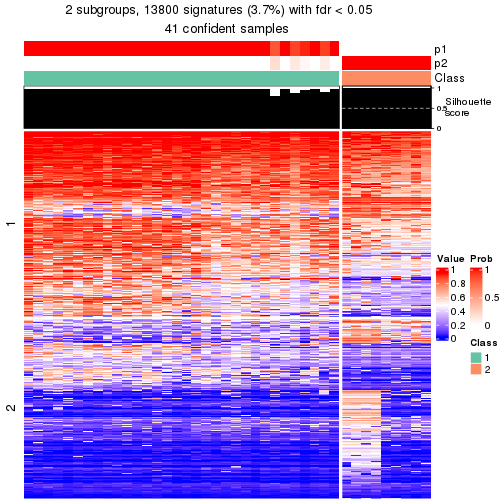 2 subgroups, 13800 signatures (3.7%) with fdr < 0.05
41 confident samples
p1
p2
Class
1
0.5
0
Silhouette
score
1
2
Value
1
0.8
0.6
0.4
0.2
0
Prob
1
0.5
0
Class
1
2